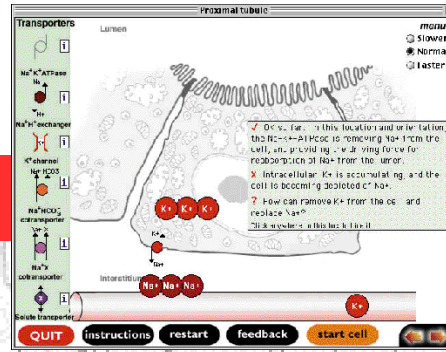 Proximal tubule
Transporters
Lumen
menu
Slower
Normal
Faster
i
Na⁺K⁺ATPase
Na⁺
i
H⁺
Na⁺H⁺exchanger
i
K⁺channel
Na⁺ HCO3
i
Na⁺HCO₃⁻
cotransporter
Na⁺ X
i
Na⁺X
cotransporter
X
i
Solute transporter
✓ OK so far. In this location and orientation,
the Na⁺-K⁺-ATPase is removing Na⁺ from the
cell, and providing the driving force for
reabsorption of Na⁺ from the lumen.
X Intracellular K⁺ is accumulating, and the
cell is becoming depleted of Na⁺.
? How can remove K⁺ from the cell and
replace Na⁺?
Click anywhere in this box to
K⁺ K⁺ K⁺
K⁺
Interstitium
Na⁺ Na⁺ Na⁺
K⁺
QUIT instructions restart feedback start cell